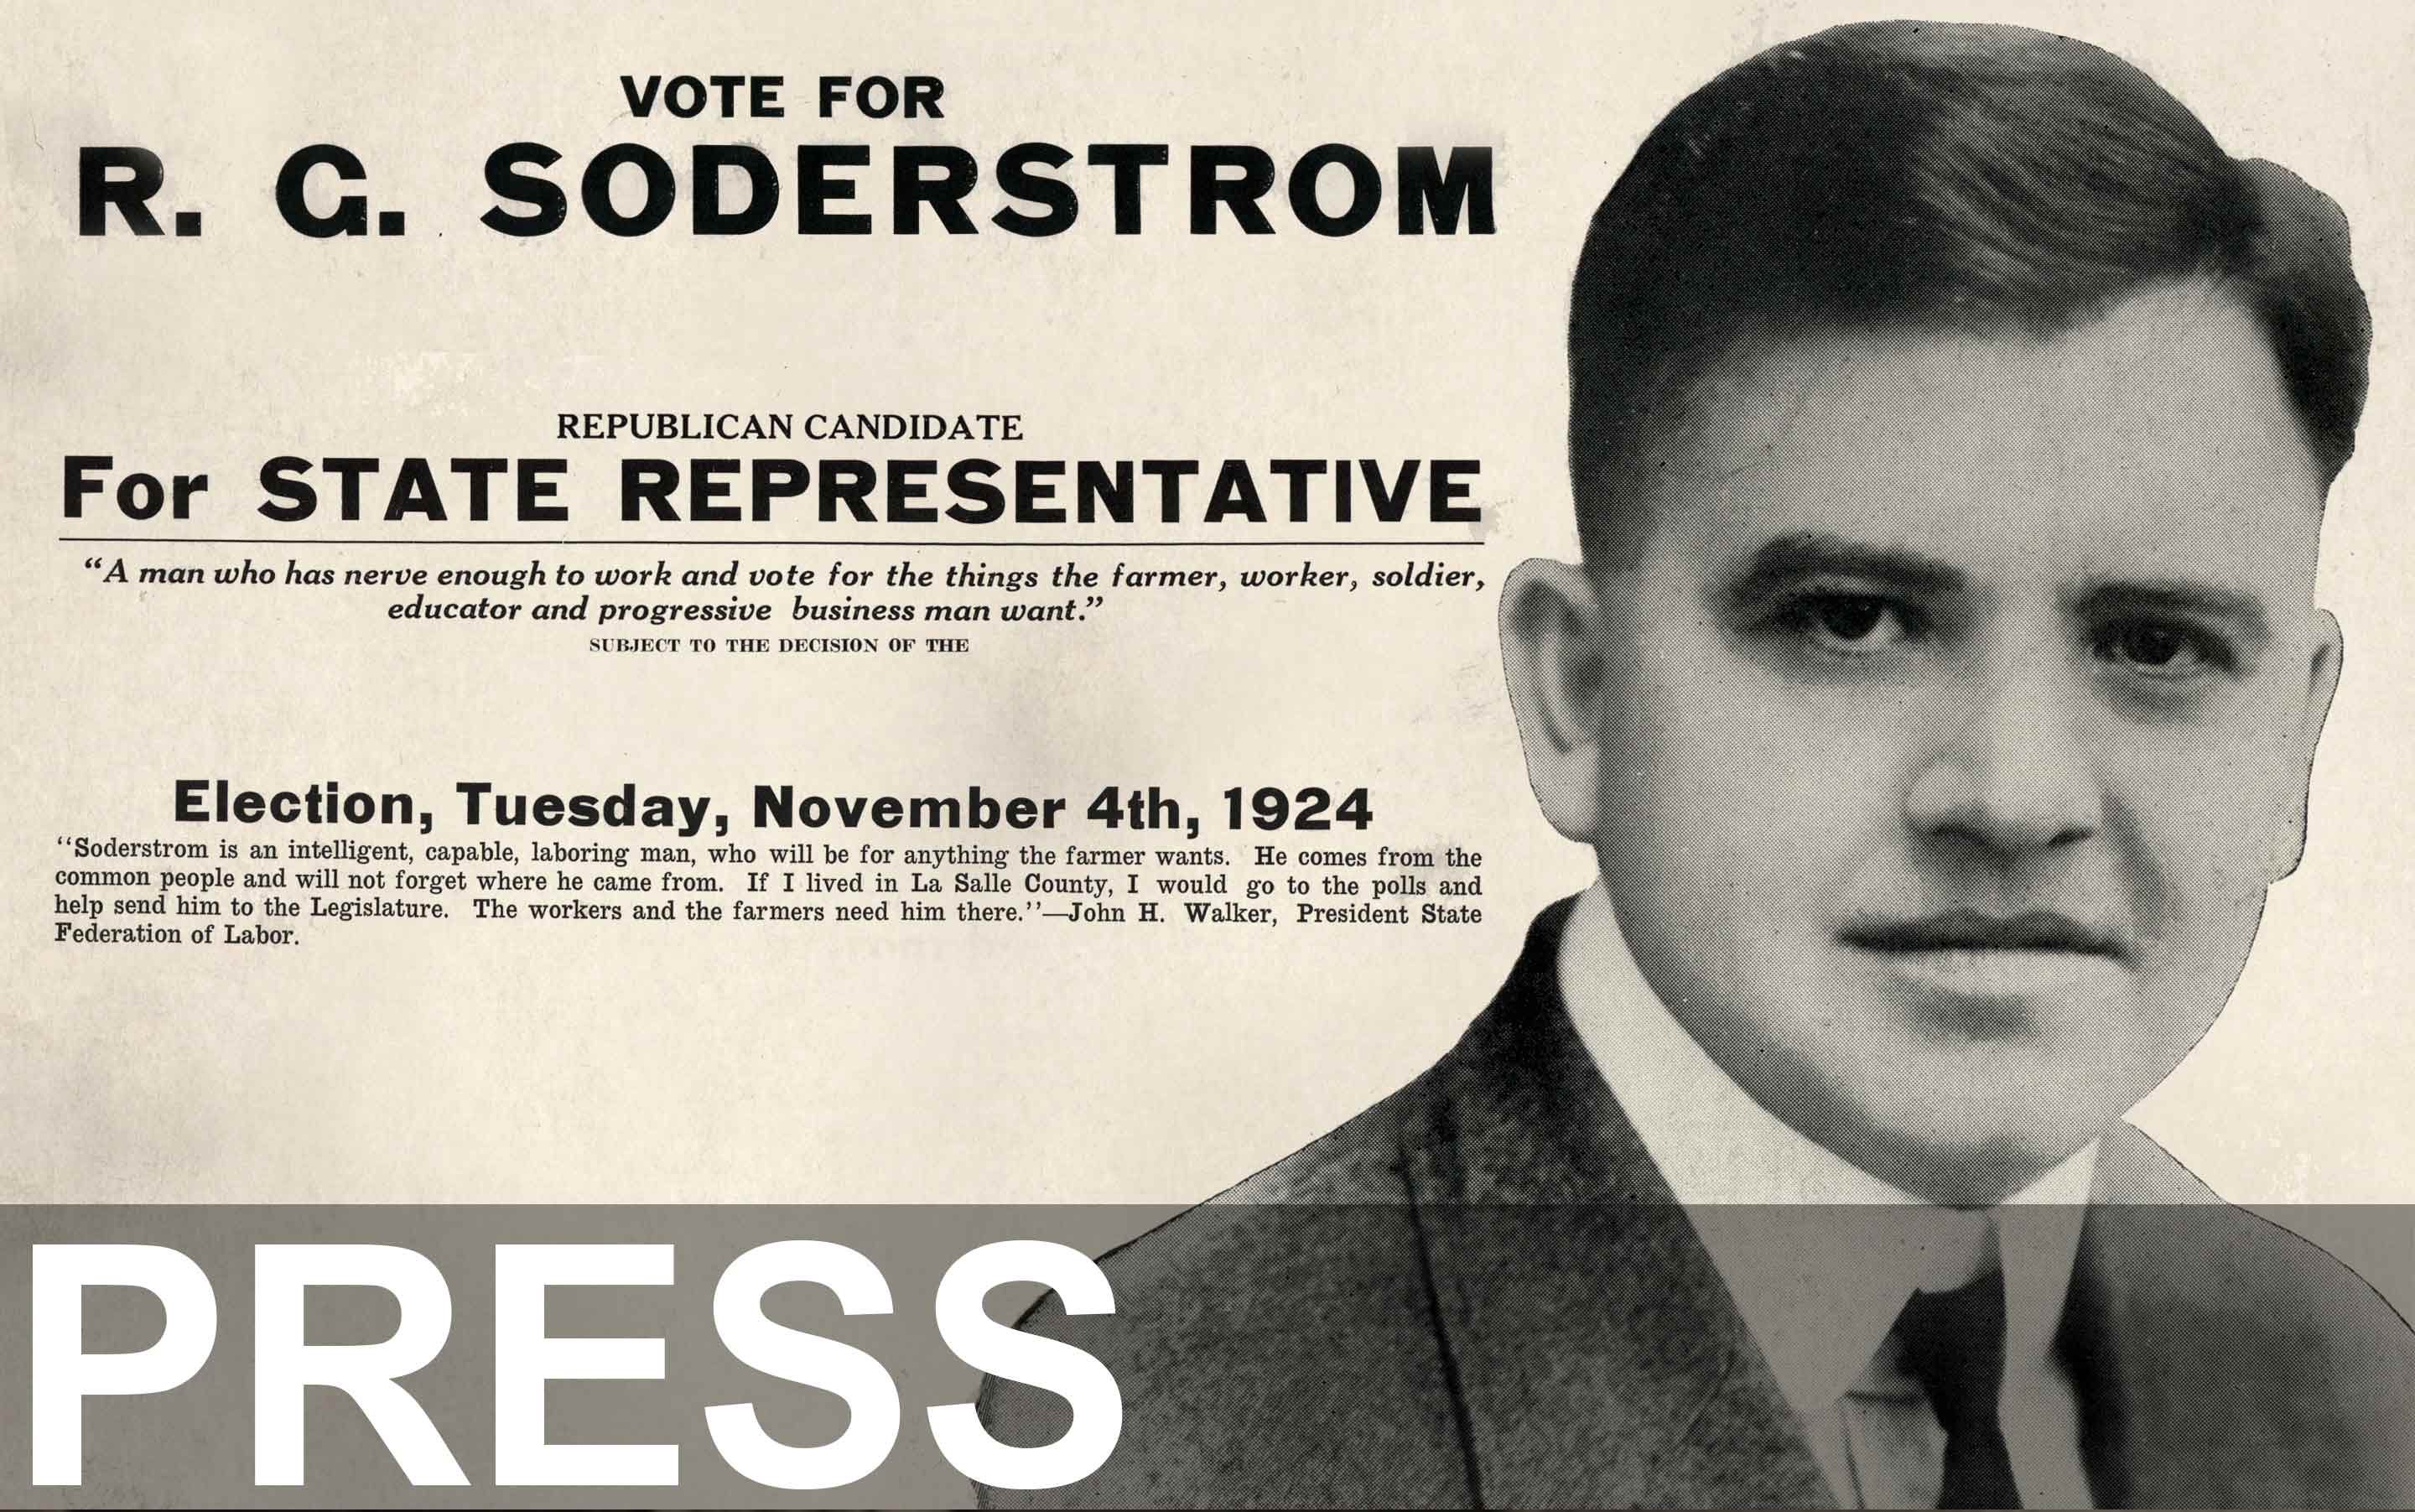 VOTE FOR
R. G. SODERSTROM
REPUBLICAN CANDIDATE
For STATE REPRESENTATIVE
“A man who has nerve enough to work and vote for the things the farmer, worker, soldier,
educator and progressive business man want.”
SUBJECT TO THE DECISION OF THE
Election, Tuesday, November 4th, 1924
‘‘Soderstrom is an intelligent, capable, laboring man, who will be for anything the farmer wants. He comes from the
common people and will not forget where he came from. If I lived in La Salle County, I would go to the polls and
help send him to the Legislature. The workers and the farmers need him there.’’—John H. Walker, President State
Federation of Labor.
PRESS